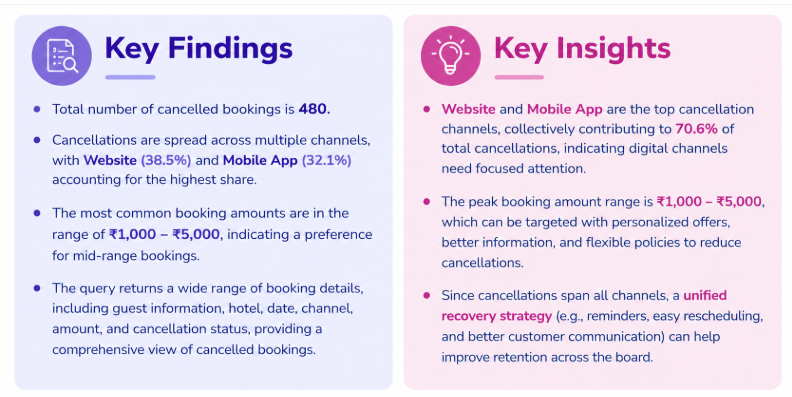 Key Findings
Total number of cancelled bookings is 480.
Cancellations are spread across multiple channels,
with Website (38.5%) and Mobile App (32.1%)
accounting for the highest share.
The most common booking amounts are in the
range of ₹1,000 – ₹5,000, indicating a preference
for mid-range bookings.
The query returns a wide range of booking details,
including guest information, hotel, date, channel,
amount, and cancellation status, providing a
comprehensive view of cancelled bookings.
Key Insights
Website and Mobile App are the top cancellation
channels, collectively contributing to 70.6% of
total cancellations, indicating digital channels
need focused attention.
The peak booking amount range is ₹1,000 – ₹5,000,
which can be targeted with personalized offers,
better information, and flexible policies to reduce
cancellations.
Since cancellations span all channels, a unified
recovery strategy (e.g., reminders, easy rescheduling,
and better customer communication) can help
improve retention across the board.